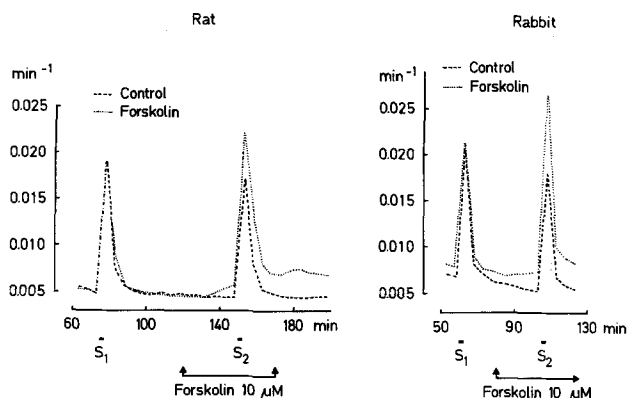 Rat
min⁻¹
Control
Forskolin
0.025
0.020
0.015
0.010
0.005
60 100 140 180 min
S₁ S₂
Forskolin 10 µM
Rabbit
min⁻¹
Control
Forskolin
0.025
0.020
0.015
0.010
0.005
50 90 130
min
S₁ S₂
Forskolin 10 µM